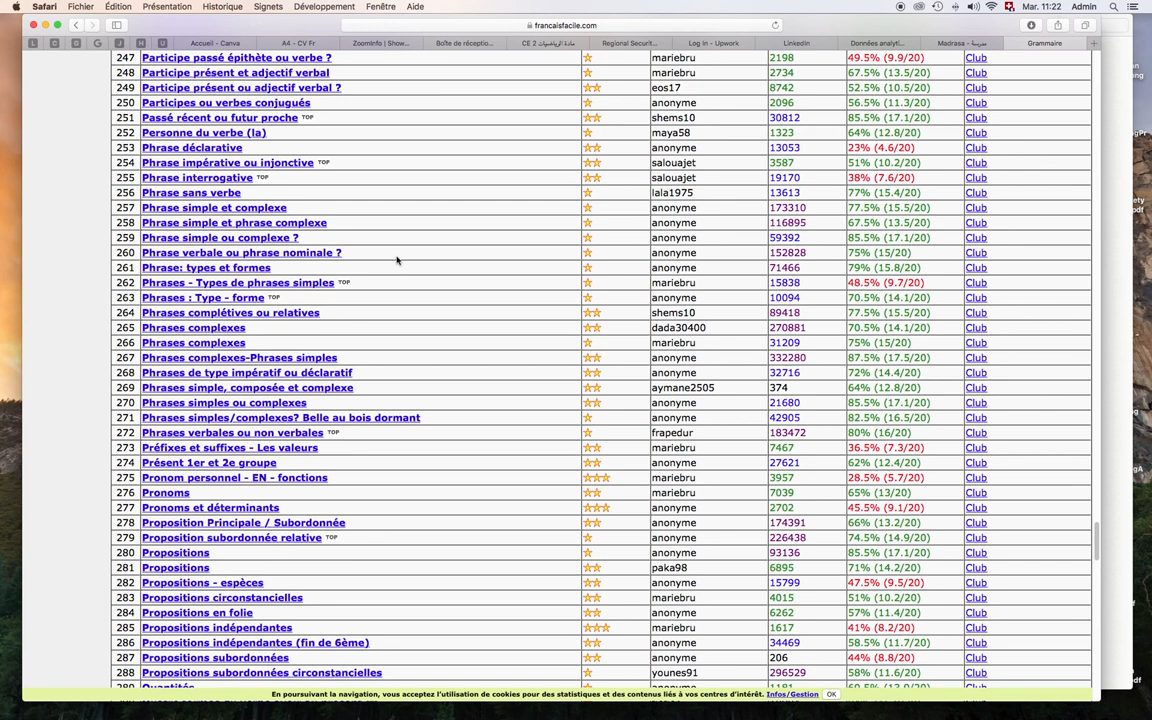 Safari Fichier Édition Présentation Historique Signets Développement Fenêtre Aide Mar. 11:22 Admin
francaisfacile.com
L C G G J H U Accueil - Canva A4 - CV Fr ZoomInfo | Show... Boîte de réceptio... CE 2 مادة الرياضيات Regional Securit... Log In - Upwork LinkedIn Données analyti... Madrasa - مدرسة Grammaire
247 Participe passé épithète ou verbe ? mariebru 2198 49.5% (9.9/20) Club
248 Participe présent et adjectif verbal mariebru 2734 67.5% (13.5/20) Club
249 Participe présent ou adjectif verbal ? eos17 8742 52.5% (10.5/20) Club
250 Participes ou verbes conjugués anonyme 2096 56.5% (11.3/20) Club
251 Passé récent ou futur proche TOP shems10 30812 85.5% (17.1/20) Club
252 Personne du verbe (la) maya58 1323 64% (12.8/20) Club
253 Phrase déclarative anonyme 13053 23% (4.6/20) Club
254 Phrase impérative ou injonctive TOP salouajet 3587 51% (10.2/20) Club
255 Phrase interrogative TOP salouajet 19170 38% (7.6/20) Club
256 Phrase sans verbe lala1975 13613 77% (15.4/20) Club
257 Phrase simple et complexe anonyme 173310 77.5% (15.5/20) Club
258 Phrase simple et phrase complexe anonyme 116895 67.5% (13.5/20) Club
259 Phrase simple ou complexe ? anonyme 59392 85.5% (17.1/20) Club
260 Phrase verbale ou phrase nominale ? anonyme 152828 75% (15/20) Club
261 Phrase: types et formes anonyme 71466 79% (15.8/20) Club
262 Phrases - Types de phrases simples TOP mariebru 15838 48.5% (9.7/20) Club
263 Phrases : Type - forme TOP anonyme 10094 70.5% (14.1/20) Club
264 Phrases complétives ou relatives shems10 89418 77.5% (15.5/20) Club
265 Phrases complexes dada30400 270881 70.5% (14.1/20) Club
266 Phrases complexes mariebru 31209 75% (15/20) Club
267 Phrases complexes-Phrases simples anonyme 332280 87.5% (17.5/20) Club
268 Phrases de type impératif ou déclaratif anonyme 32716 72% (14.4/20) Club
269 Phrases simple, composée et complexe aymane2505 374 64% (12.8/20) Club
270 Phrases simples ou complexes anonyme 21680 85.5% (17.1/20) Club
271 Phrases simples/complexes? Belle au bois dormant anonyme 42905 82.5% (16.5/20) Club
272 Phrases verbales ou non verbales TOP frapedur 183472 80% (16/20) Club
273 Préfixes et suffixes - Les valeurs mariebru 7467 36.5% (7.3/20) Club
274 Présent 1er et 2e groupe anonyme 27621 62% (12.4/20) Club
275 Pronom personnel - EN - fonctions mariebru 3957 28.5% (5.7/20) Club
276 Pronoms mariebru 7039 65% (13/20) Club
277 Pronoms et déterminants anonyme 2702 45.5% (9.1/20) Club
278 Proposition Principale / Subordonnée anonyme 174391 66% (13.2/20) Club
279 Proposition subordonnée relative TOP anonyme 226438 74.5% (14.9/20) Club
280 Propositions anonyme 93136 85.5% (17.1/20) Club
281 Propositions paka98 6895 71% (14.2/20) Club
282 Propositions - espèces anonyme 15799 47.5% (9.5/20) Club
283 Propositions circonstancielles mariebru 4015 51% (10.2/20) Club
284 Propositions en folie anonyme 6262 57% (11.4/20) Club
285 Propositions indépendantes mariebru 1617 41% (8.2/20) Club
286 Propositions indépendantes (fin de 6ème) anonyme 34469 58.5% (11.7/20) Club
287 Propositions subordonnées anonyme 206 44% (8.8/20) Club
288 Propositions subordonnées circonstancielles younes91 296529 58% (11.6/20) Club
En poursuivant la navigation, vous acceptez l'utilisation de cookies pour des statistiques et des contenus liés à vos centres d'intérêt. Infos/Gestion OK